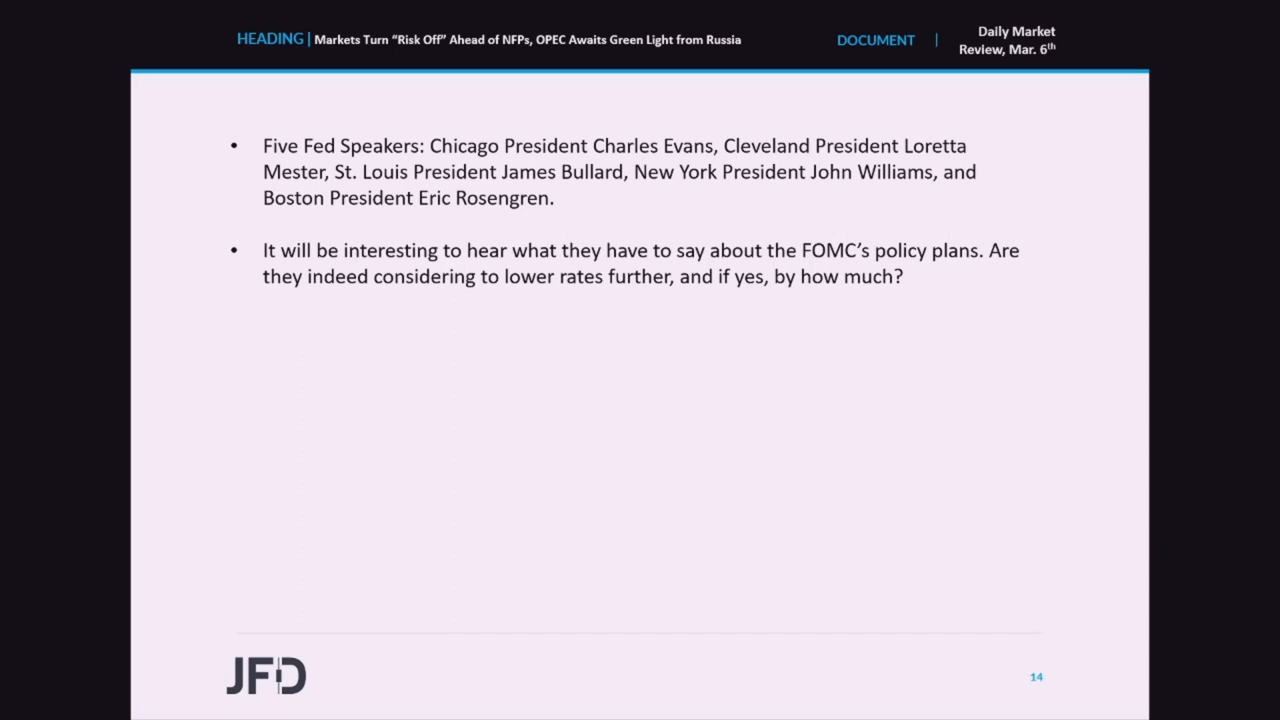 HEADING | Markets Turn “Risk Off” Ahead of NFPs, OPEC Awaits Green Light from Russia
DOCUMENT | Daily Market
Review, Mar. 6th
• Five Fed Speakers: Chicago President Charles Evans, Cleveland President Loretta
Mester, St. Louis President James Bullard, New York President John Williams, and
Boston President Eric Rosengren.
• It will be interesting to hear what they have to say about the FOMC’s policy plans. Are
they indeed considering to lower rates further, and if yes, by how much?
JFD
14